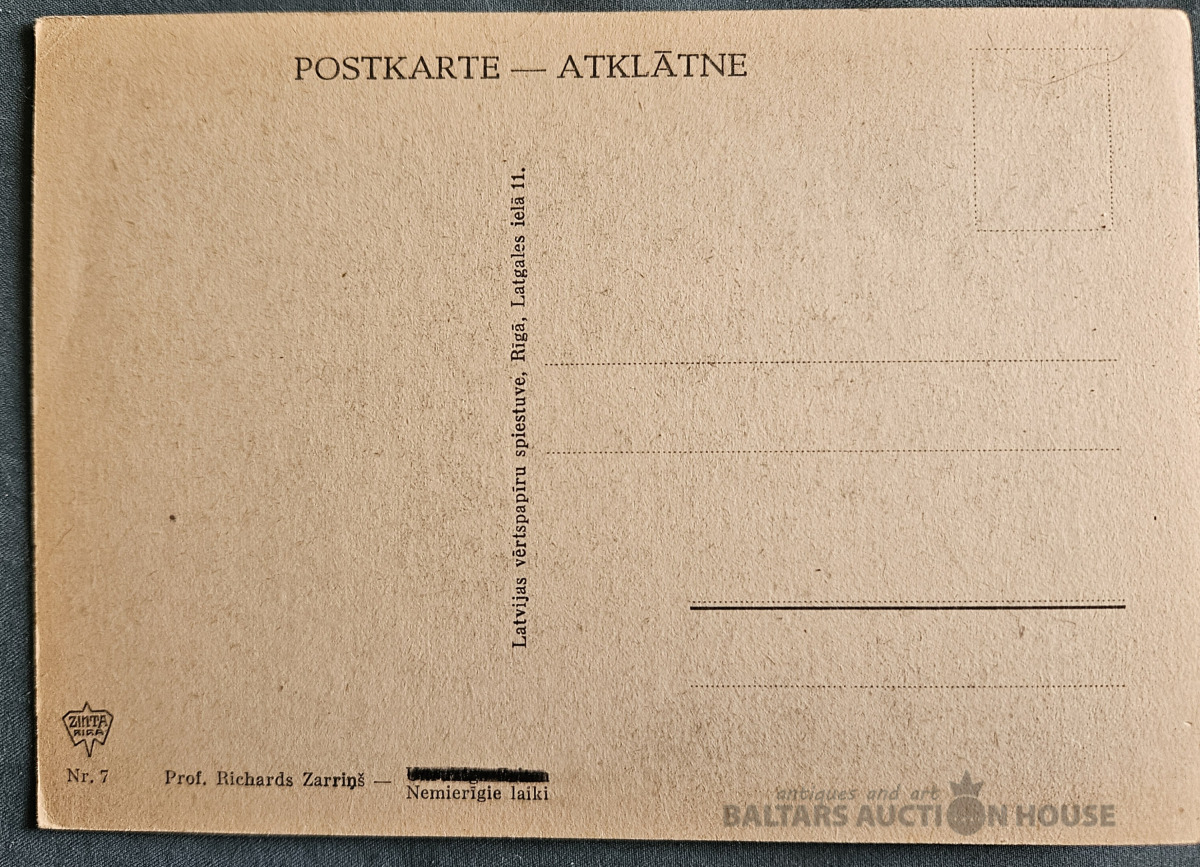 POSTKARTE — ATKLĀTNE
Latvijas vērtspapīru spiestuve, Rīgā, Latgales ielā 11.
ZINTA
RIGA
Nr. 7
Prof. Richards Zarriņš —
Nemierīgie laiki
antiques and art
BALTARS AUCTION HOUSE